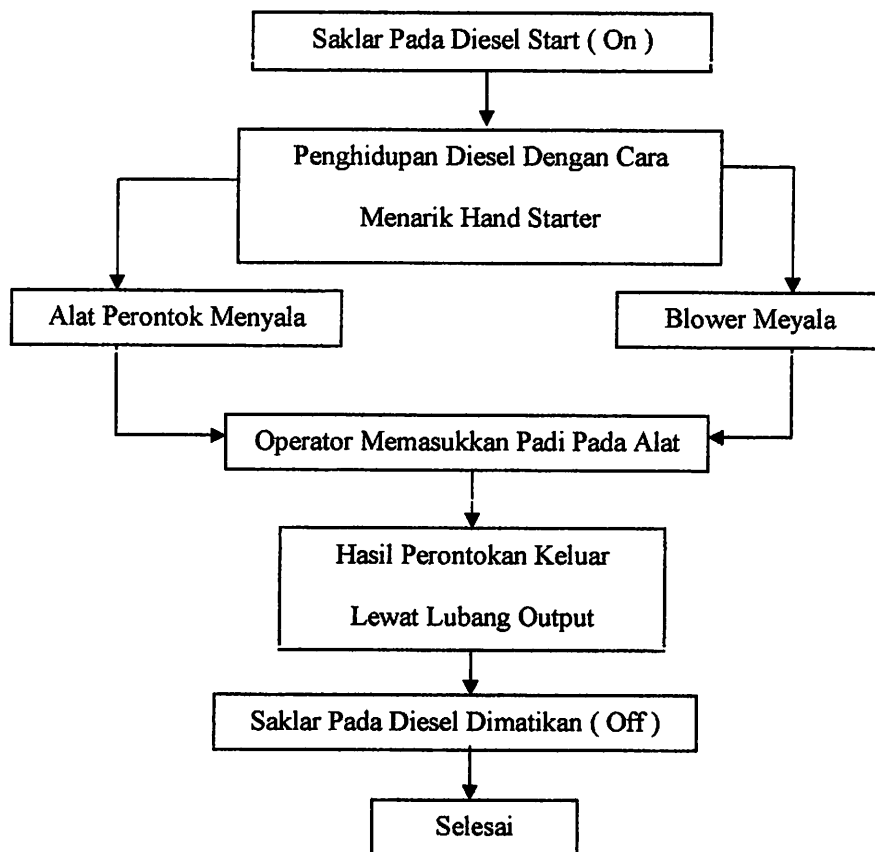 Saklar Pada Diesel Start ( On )
Penghidupan Diesel Dengan Cara
Menarik Hand Starter
Alat Perontok Menyala
Blower Meyala
Operator Memasukkan Padi Pada Alat
Hasil Perontokan Keluar
Lewat Lubang Output
Saklar Pada Diesel Dimatikan ( Off )
Selesai